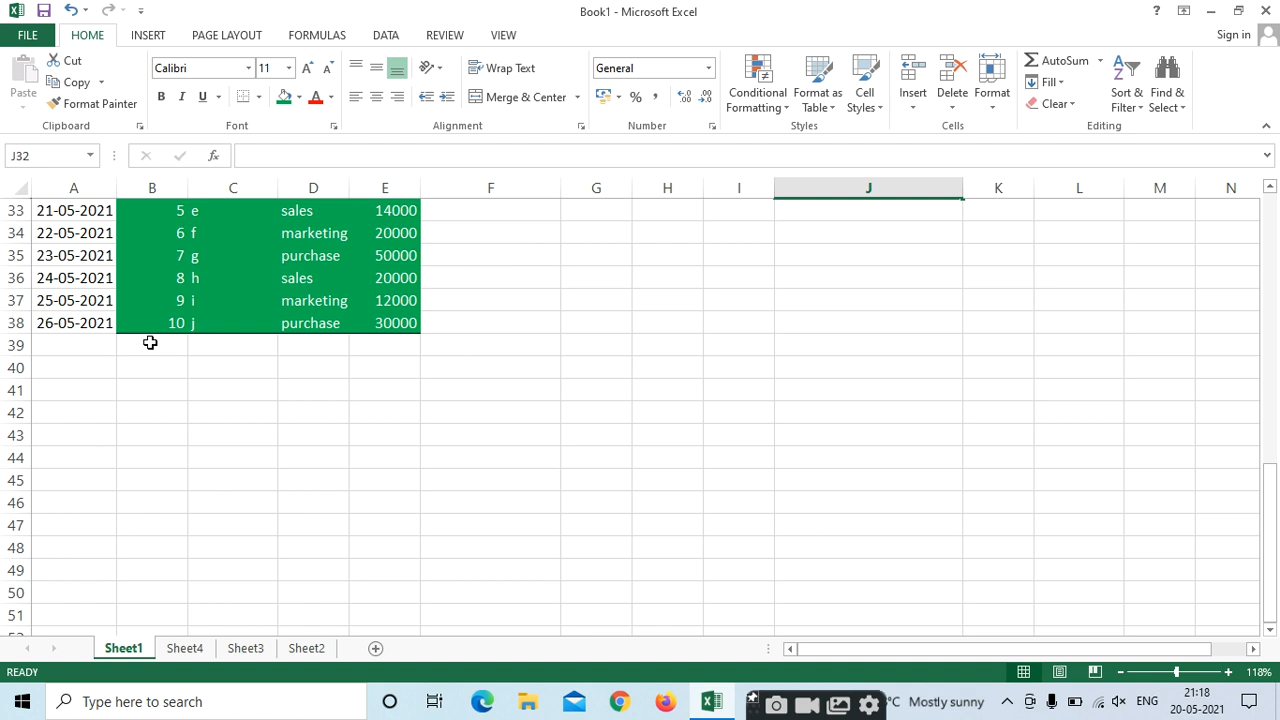 Book1 - Microsoft Excel
?
FILE HOME INSERT PAGE LAYOUT FORMULAS DATA REVIEW VIEW Sign in
Paste
Cut
Copy
Format Painter
Clipboard
Calibri 11
B I U
Font
Wrap Text
Merge & Center
Alignment
General
%
Number
Conditional Formatting
Format as Table
Cell Styles
Styles
Insert Delete Format
Cells
AutoSum
Fill
Clear
Sort & Filter
Find & Select
Editing
J32 fx
A B C D E F G H I J K L M N
33 21-05-2021 5 e sales 14000
34 22-05-2021 6 f marketing 20000
35 23-05-2021 7 g purchase 50000
36 24-05-2021 8 h sales 20000
37 25-05-2021 9 i marketing 12000
38 26-05-2021 10 j purchase 30000
39
40
41
42
43
44
45
46
47
48
49
50
51
Sheet1 Sheet4 Sheet3 Sheet2
READY 118%
Type here to search
Mostly sunny
ENG
21:18
20-05-2021